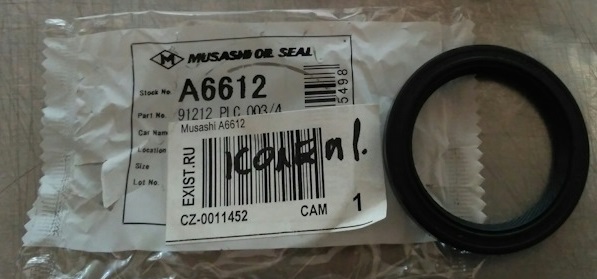 M MUSASHI OIL SEAL
Stock No. A6612
Part No. 91212 PLC 003/4
Car Name
Location
Size
Lot No.
5498
Musashi A6612
EXIST.RU
CZ-0011452 CAM 1